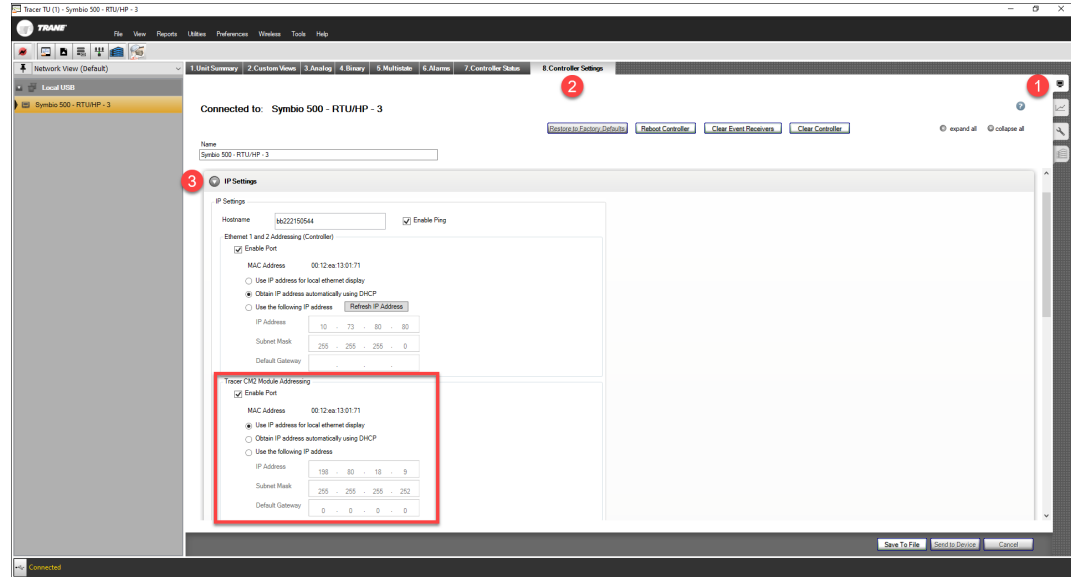 Tracer TU (1) - Symbio 500 - RTU/HP - 3
TRANE
File View Reports Utilities Preferences Wireless Tools Help
Network View (Default)
1.Unit Summary 2.Custom Views 3.Analog 4.Binary 5.Multistate 6.Alarms 7.Controller Status 8.Controller Settings
Local USB
2
1
Symbio 500 - RTU/HP - 3
Connected to: Symbio 500 - RTU/HP - 3
Restore to Factory Defaults Reboot Controller Clear Event Receivers Clear Controller expand all collapse all
Name
Symbio 500 - RTU/HP - 3
3
IP Settings
IP Settings
Hostname bb222150544 Enable Ping
Ethernet 1 and 2 Addressing (Controller)
Enable Port
MAC Address 00:12:ea:13:01:71
Use IP address for local ethernet display
Obtain IP address automatically using DHCP
Use the following IP address Refresh IP Address
IP Address 10 . 73 . 80 . 80
Subnet Mask 255 . 255 . 255 . 0
Default Gateway . . .
Tracer CM2 Module Addressing
Enable Port
MAC Address 00:12:ea:13:01:71
Use IP address for local ethernet display
Obtain IP address automatically using DHCP
Use the following IP address
IP Address 198 . 80 . 18 . 9
Subnet Mask 255 . 255 . 255 . 252
Default Gateway 0 . 0 . 0 . 0
Save To File Send to Device Cancel
Connected